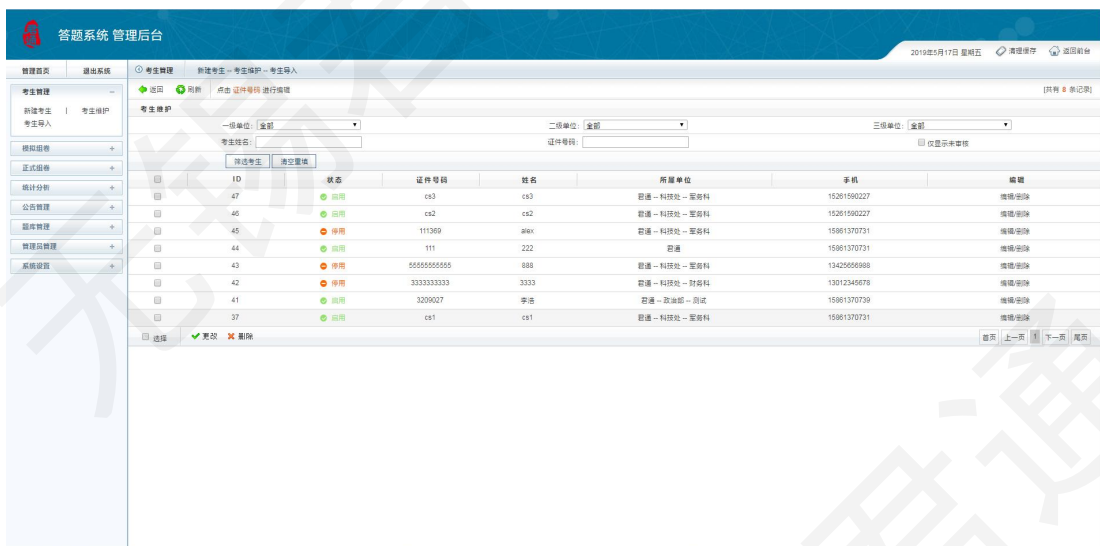 答题系统 管理后台
2019年5月17日 星期五 清理缓存 返回前台
管理首页 退出系统 考生管理 新建考生 -- 考生维护 -- 考生导入
考生管理 −
新建考生 | 考生维护
考生导入
模拟组卷 +
正式组卷 +
统计分析 +
公告管理 +
题库管理 +
管理员管理 +
系统设置 +
返回 刷新 点击 证件号码 进行编辑 [共有 8 条记录]
考生维护
一级单位: 全部 二级单位: 全部 三级单位: 全部
考生姓名: 证件号码: 仅显示未审核
筛选考生 清空重填
ID 状态 证件号码 姓名 所属单位 手机 编辑
47 启用 cs3 cs3 君通 -- 科技处 -- 军务科 15261590227 编辑/删除
46 启用 cs2 cs2 君通 -- 科技处 -- 军务科 15261590227 编辑/删除
45 停用 111369 alex 君通 -- 科技处 -- 军务科 15861370731 编辑/删除
44 启用 111 222 君通 15861370731 编辑/删除
43 停用 55555555555 888 君通 -- 科技处 -- 军务科 13425656988 编辑/删除
42 停用 3333333333 3333 君通 -- 科技处 -- 财务科 13012345678 编辑/删除
41 启用 3209027 李浩 君通 -- 政治部 -- 测试 15861370739 编辑/删除
37 启用 cs1 cs1 君通 -- 科技处 -- 军务科 15861370731 编辑/删除
选择 更改 删除 首页 上一页 1 下一页 尾页
无锡君通